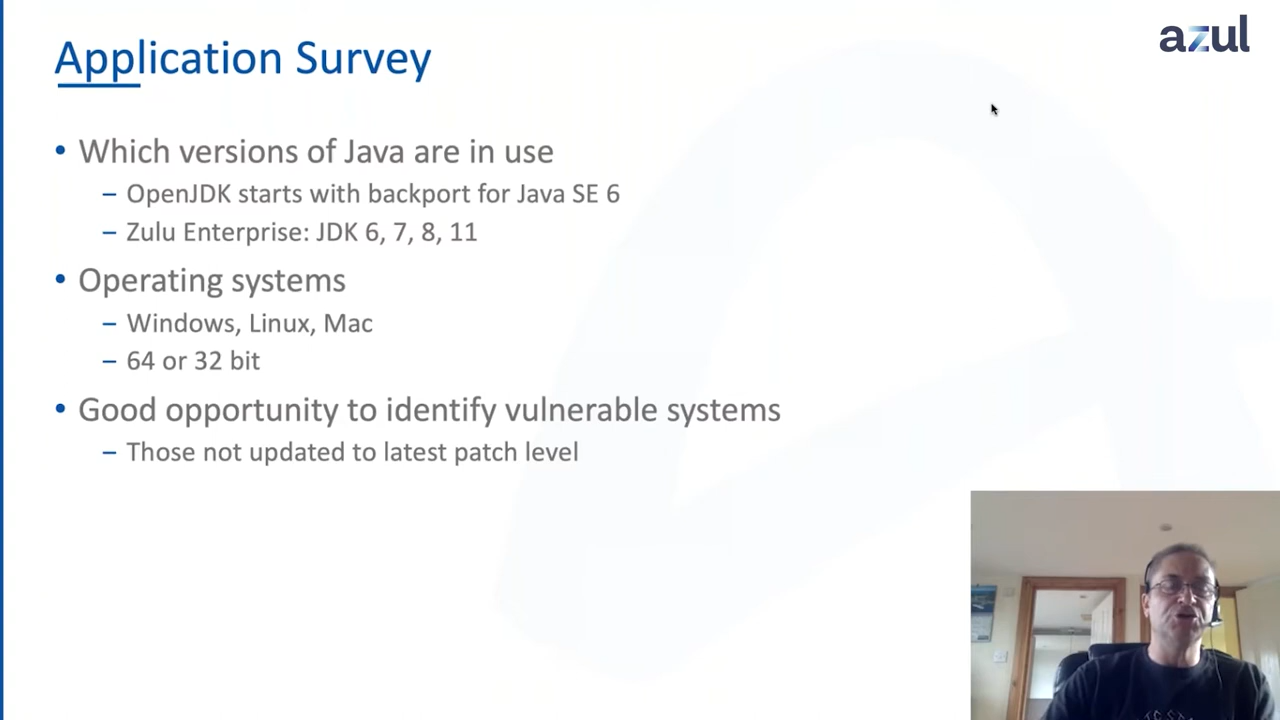 azul
Application Survey
• Which versions of Java are in use
– OpenJDK starts with backport for Java SE 6
– Zulu Enterprise: JDK 6, 7, 8, 11
• Operating systems
– Windows, Linux, Mac
– 64 or 32 bit
• Good opportunity to identify vulnerable systems
– Those not updated to latest patch level